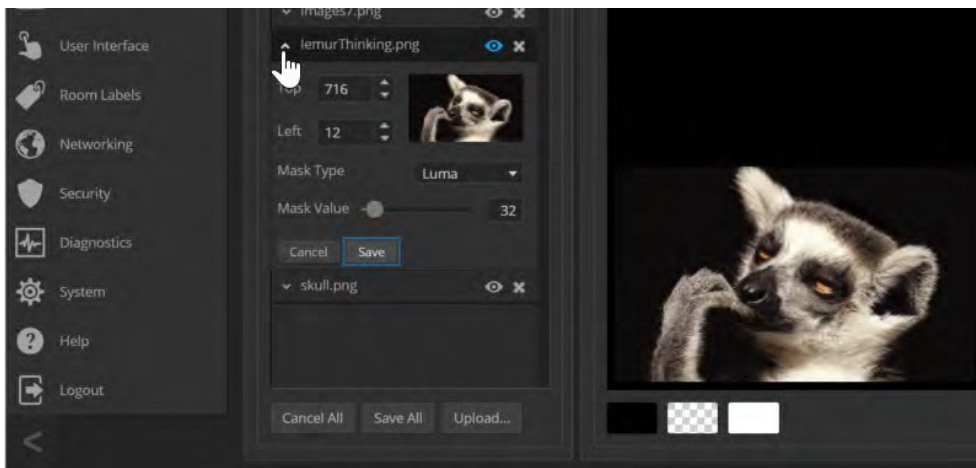 images7.png
User Interface
lemurThinking.png
Top 716
Room Labels
Left 12
Networking
Mask Type Luma
Security
Mask Value 32
Diagnostics
Cancel Save
System
skull.png
Help
Logout
Cancel All Save All Upload...